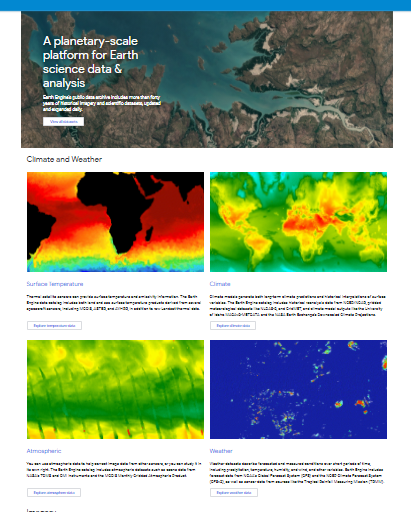 A planetary-scale
platform for Earth
science data &
analysis
Earth Engine's public data archive includes more than forty
years of historical imagery and scientific datasets, updated
and expanded daily.
View all datasets
Climate and Weather
Surface Temperature
Climate
Thermal satellite sensors can provide surface temperature and emissivity information. The Earth
Engine data catalog includes both land and sea surface temperature products derived from several
spacecraft sensors, including MODIS, ASTER, and AVHRR, in addition to raw Landsat thermal data.
Climate models generate both long-term climate predictions and historical interpolations of surface
variables. The Earth Engine catalog includes historical reanalysis data from NCEP/NCAR, gridded
meteorological datasets like NLDAS-2, and GridMET, and climate model outputs like the University
of Idaho MACAv2-METDATA and the NASA Earth Exchange's Downscaled Climate Projections.
Explore temperature data
Explore climate data
Atmospheric
Weather
You can use atmospheric data to help correct image data from other sensors, or you can study it in
its own right. The Earth Engine catalog includes atmospheric datasets such as ozone data from
NASA's TOMS and OMI instruments and the MODIS Monthly Gridded Atmospheric Product.
Weather datasets describe forecasted and measured conditions over short periods of time,
including precipitation, temperature, humidity, and wind, and other variables. Earth Engine includes
forecast data from NOAA's Global Forecast System (GFS) and the NCEP Climate Forecast System
(CFSv2), as well as sensor data from sources like the Tropical Rainfall Measuring Mission (TRMM).
Explore atmospheric data
Explore weather data